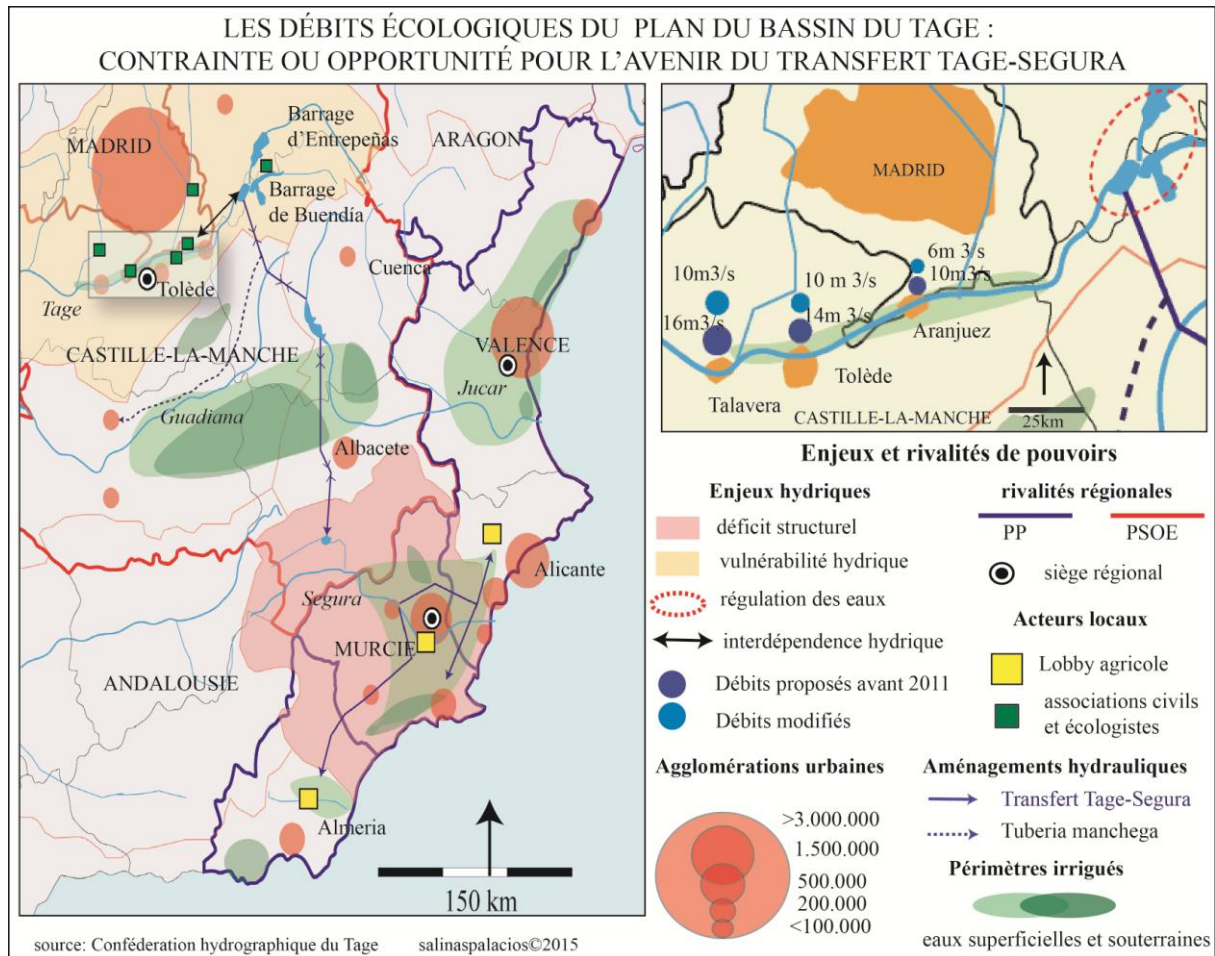 LES DÉBITS ÉCOLOGIQUES DU PLAN DU BASSIN DU TAGE :
CONTRAINTE OU OPPORTUNITÉ POUR L'AVENIR DU TRANSFERT TAGE-SEGURA
MADRID
Barrage
d'Entrepeñas
ARAGON
Barrage
de Buendía
Cuenca
Tage
Tolède
CASTILLE-LA-MANCHE
VALENCE
Jucar
Guadiana
Albacete
Alicante
Segura
MURCIE
ANDALOUSIE
Almeria
150 km
source: Conféderation hydrographique du Tage
salinaspalacios©2015
MADRID
6m 3/s
10m3/s
10m3/s
10 m 3/s
16m3/s
14m 3/s
Aranjuez
Tolède
Talavera
CASTILLE-LA-MANCHE
25km
Enjeux et rivalités de pouvoirs
Enjeux hydriques
déficit structurel
vulnérabilité hydrique
régulation des eaux
interdépendence hydrique
Débits proposés avant 2011
Débits modifiés
rivalités régionales
PP
PSOE
siège régional
Acteurs locaux
Lobby agricole
associations civils
et écologistes
Agglomérations urbaines
>3.000.000
1.500.000
500.000
200.000
<100.000
Aménagements hydrauliques
Transfert Tage-Segura
Tuberia manchega
Périmètres irrigués
eaux superficielles et souterraines